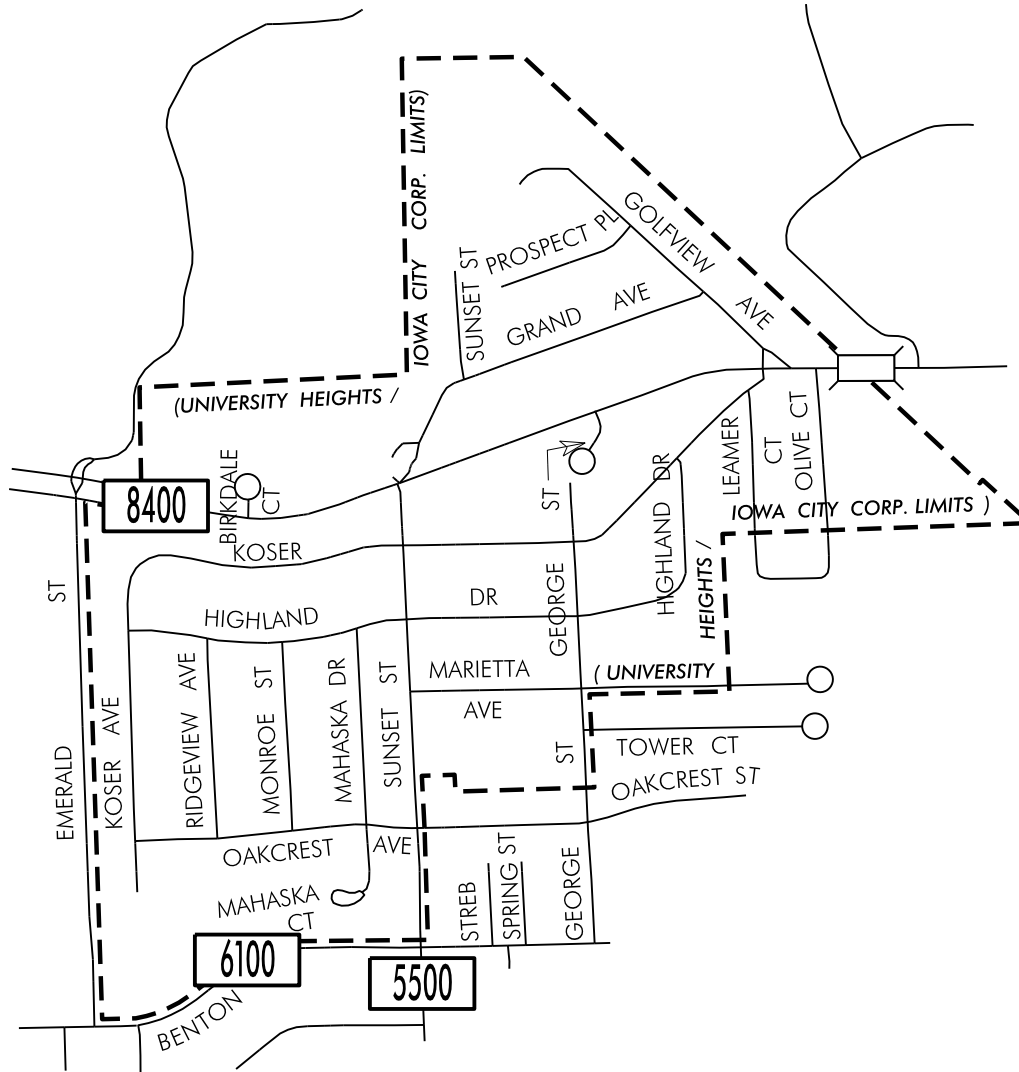 IOWA CITY CORP. LIMITS)
(UNIVERSITY HEIGHTS /
GOLFVIEW AVE
PROSPECT PL
SUNSET ST
GRAND AVE
BIRKDALE CT
8400
KOSER
ST
LEAMER CT
OLIVE CT
HIGHLAND DR
IOWA CITY CORP. LIMITS )
HEIGHTS /
( UNIVERSITY
EMERALD ST
HIGHLAND DR
GEORGE ST
KOSER AVE
RIDGEVIEW AVE
MONROE ST
MAHASKA DR
SUNSET ST
MARIETTA
AVE
TOWER CT
OAKCREST ST
OAKCREST AVE
MAHASKA
CT
STREB
SPRING ST
GEORGE
6100
5500
BENTON